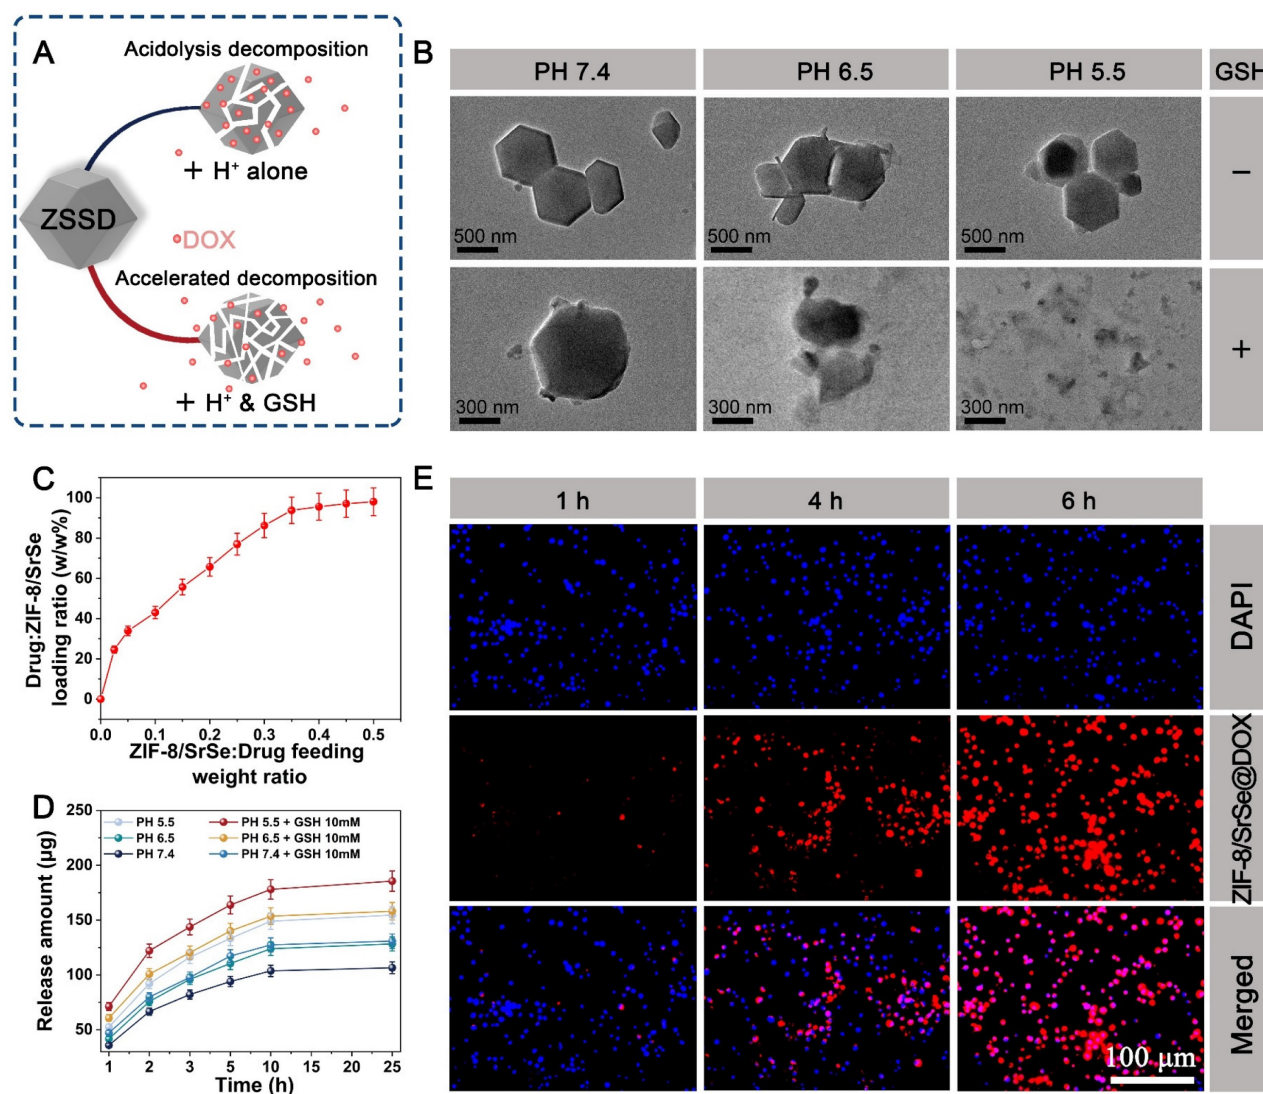 A
Acidolysis decomposition
+ H⁺ alone
ZSSD
DOX
Accelerated decomposition
+ H⁺ & GSH
B
PH 7.4
PH 6.5
PH 5.5
GSH
500 nm
500 nm
500 nm
−
300 nm
300 nm
300 nm
+
C
Drug:ZIF-8/SrSe
loading ratio (w/w%)
100
80
60
40
20
0
0.0 0.1 0.2 0.3 0.4 0.5
ZIF-8/SrSe:Drug feeding
weight ratio
D
Release amount (μg)
250
200
150
100
50
PH 5.5
PH 6.5
PH 7.4
PH 5.5 + GSH 10mM
PH 6.5 + GSH 10mM
PH 7.4 + GSH 10mM
1 2 3 5 10 15 20 25
Time (h)
E
1 h
4 h
6 h
DAPI
ZIF-8/SrSe@DOX
Merged
100 μm